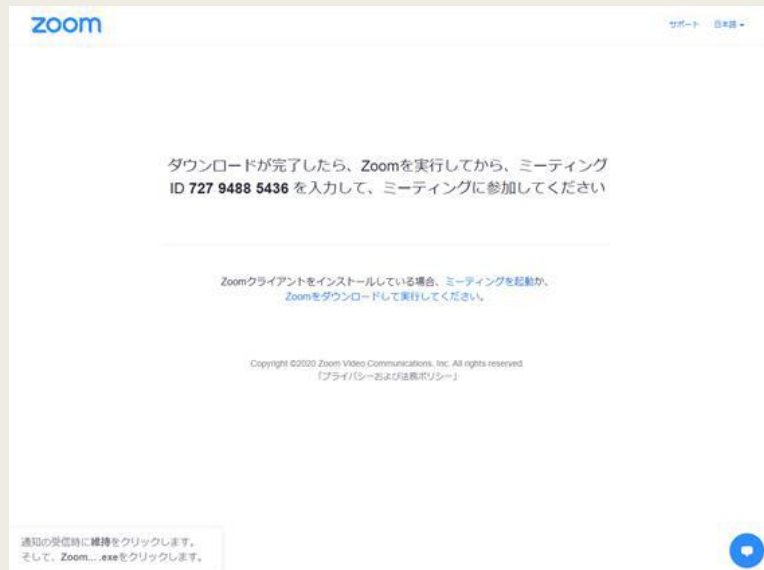 zoom
サポート 日本語
ダウンロードが完了したら、Zoomを実行してから、ミーティング
ID 727 9488 5436 を入力して、ミーティングに参加してください
Zoomクライアントをインストールしている場合、ミーティングを起動か、
Zoomをダウンロードして実行してください。
Copyright ©2020 Zoom Video Communications, Inc. All rights reserved.
「プライバシーおよび法務ポリシー」
通知の受信時に維持をクリックします。
そして、Zoom... .exeをクリックします。